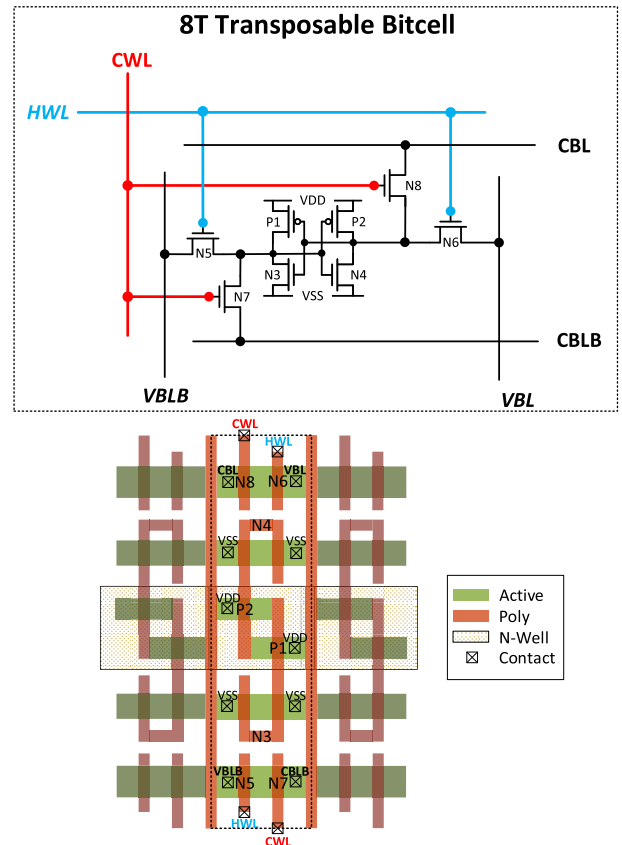 8T Transposable Bitcell
CWL
HWL
CBL
N8
VDD
P1
P2
N5
N6
N3
N4
N7
VSS
CBLB
VBLB
VBL
CWL
HWL
CBL
VBL
N8
N6
N4
VSS
VSS
VDD
P2
VDD
P1
VSS
VSS
N3
VBLB
CBLB
N5
N7
HWL
CWL
Active
Poly
N-Well
Contact